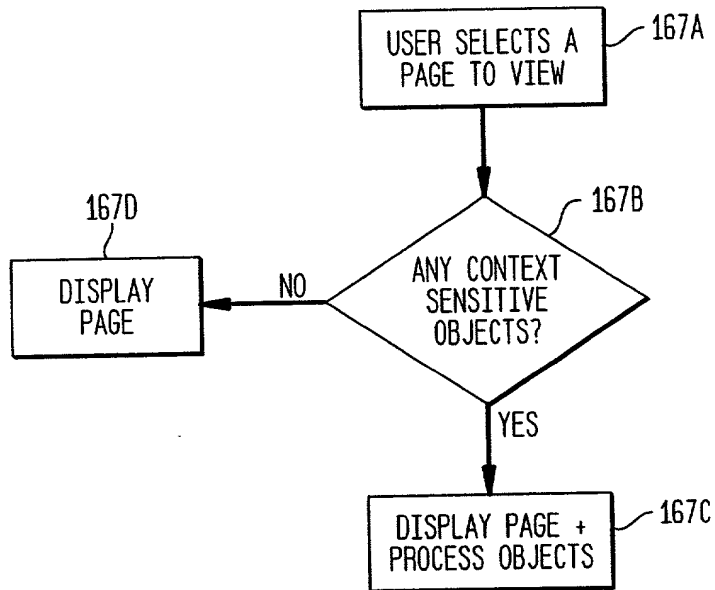 USER SELECTS A
PAGE TO VIEW
167A
167B
ANY CONTEXT
SENSITIVE
OBJECTS?
167D
DISPLAY
PAGE
NO
YES
DISPLAY PAGE +
PROCESS OBJECTS
167C